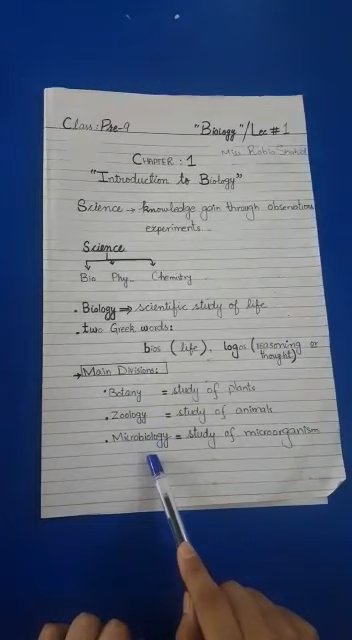 Class: Pre-9 "Biology"/Lec #1
Miss Rabia
CHAPTER : 1
"Introduction to Biology"
Science → knowledge gain through observations
experiments...
Science
Bio Phy Chemistry
• Biology ⇒ scientific study of life
• two Greek words:
bios (life). logos (reasoning or
thought)
→ Main Divisions:
• Botany = study of plants
• Zoology = study of animals
• Microbiology = study of microorganism